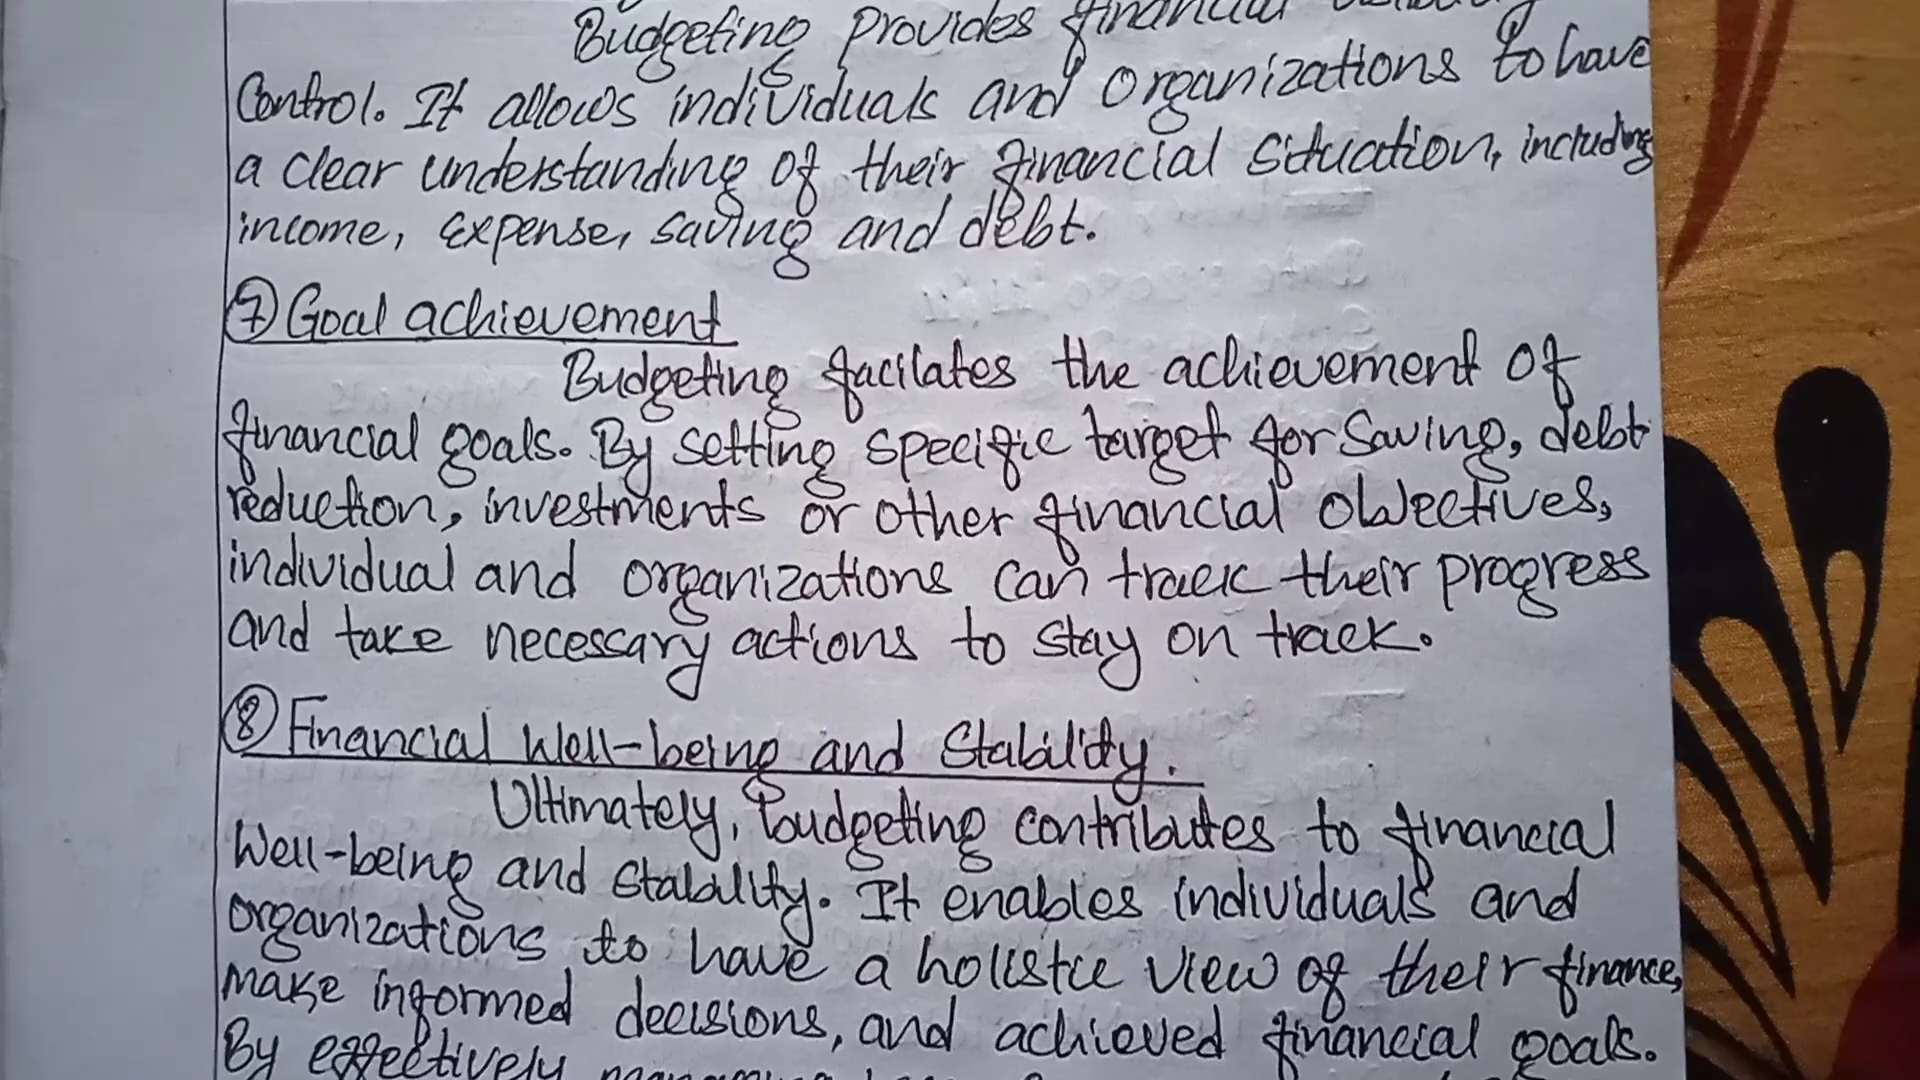 Budgeting Provides financial
Control. It allows individuals and organizations to have
a clear understanding of their financial situation, including
income, expense, saving and debt.
⑦ Goal achievement
Budgeting facilates the achievement of
financial goals. By setting specific target for saving, debt
reduction, investments or other financial objectives,
individual and organizations can track their progress
and take necessary actions to stay on track.
⑧ Financial Well-being and Stability.
Ultimately, budgeting contributes to financial
Well-being and stability. It enables individuals and
organizations to have a holistic view of their finance,
make informed decisions, and achieved financial goals.
By effectively